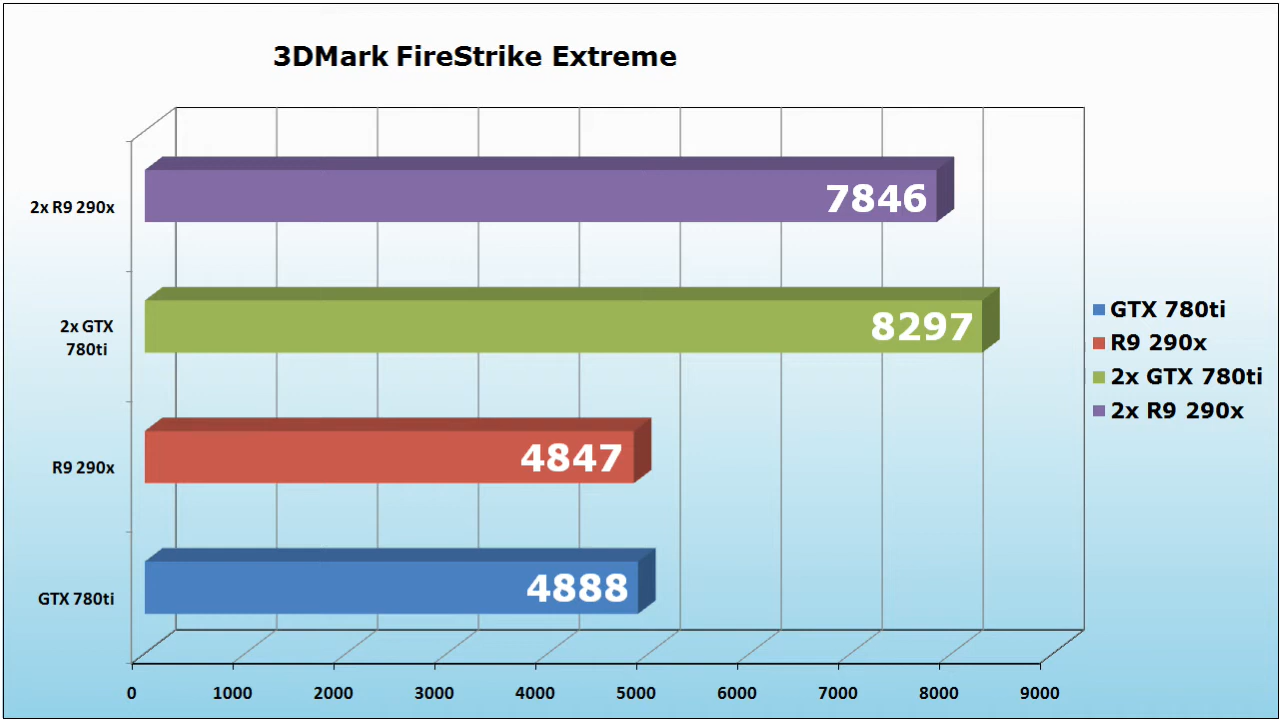 3DMark FireStrike Extreme
2x R9 290x
7846
2x GTX
780ti
8297
R9 290x
4847
GTX 780ti
4888
GTX 780ti
R9 290x
2x GTX 780ti
2x R9 290x
0 1000 2000 3000 4000 5000 6000 7000 8000 9000